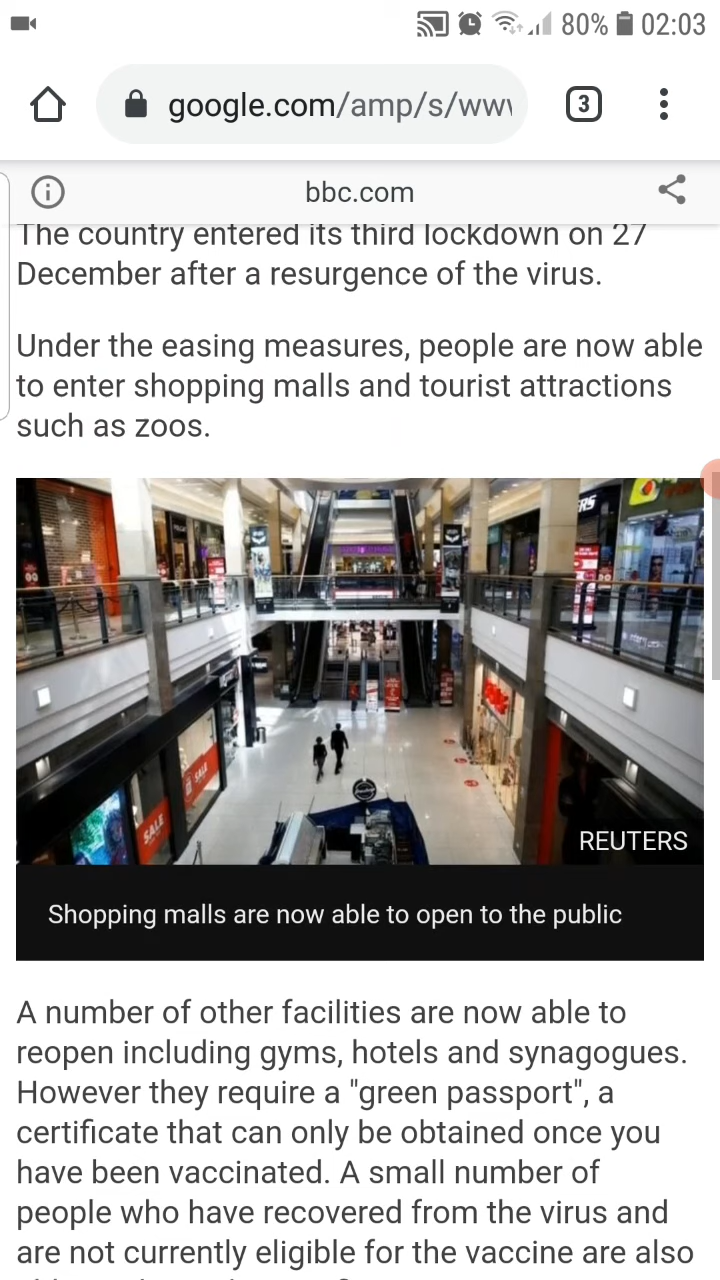 80% 02:03
google.com/amp/s/www
3
bbc.com
The country entered its third lockdown on 27
December after a resurgence of the virus.
Under the easing measures, people are now able
to enter shopping malls and tourist attractions
such as zoos.
SALE
SALE
REUTERS
Shopping malls are now able to open to the public
A number of other facilities are now able to
reopen including gyms, hotels and synagogues.
However they require a "green passport", a
certificate that can only be obtained once you
have been vaccinated. A small number of
people who have recovered from the virus and
are not currently eligible for the vaccine are also